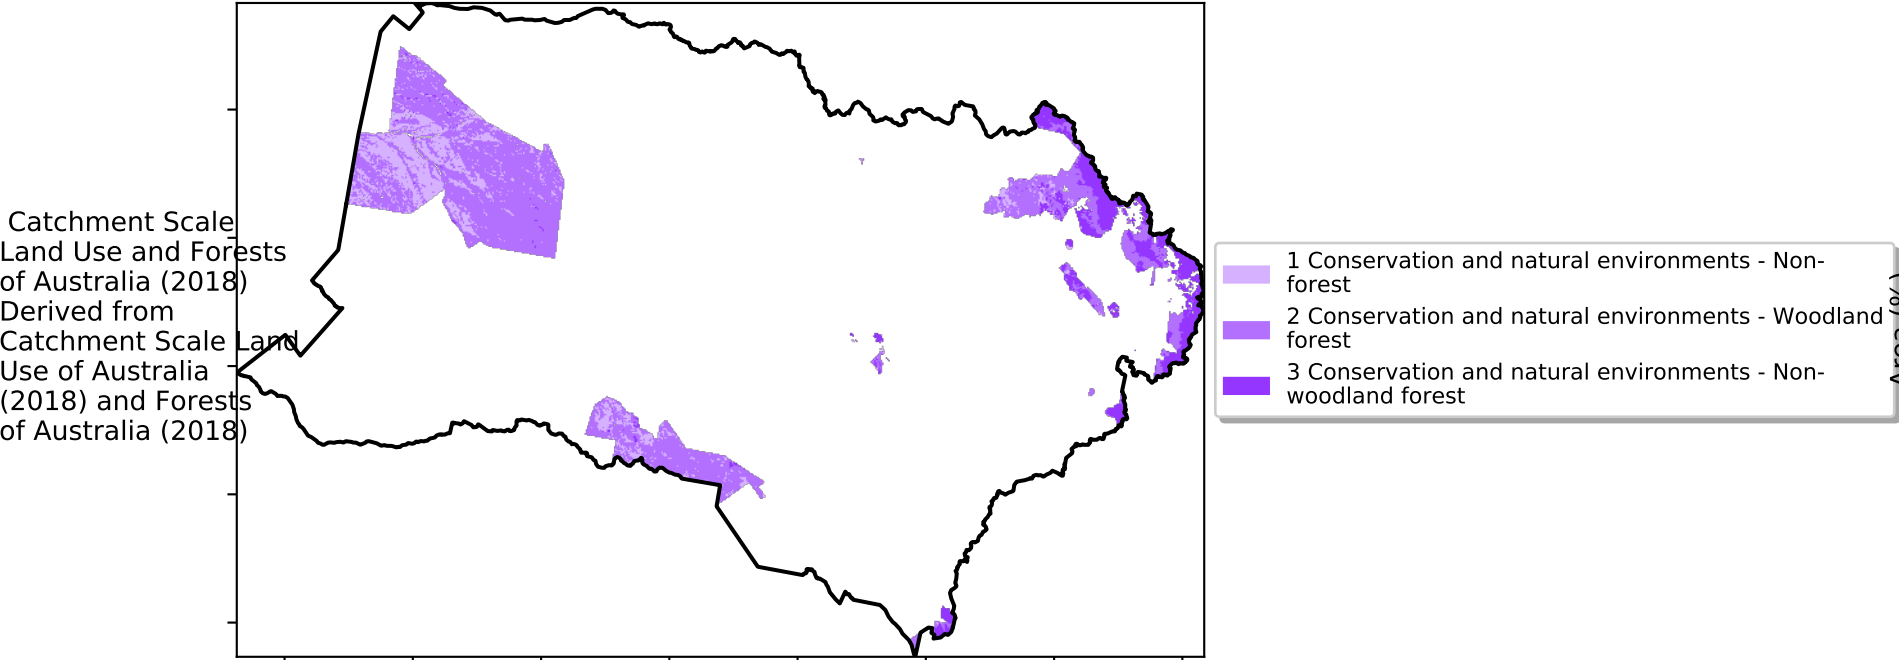 Catchment Scale
Land Use and Forests
of Australia (2018)
Derived from
Catchment Scale Land
Use of Australia
(2018) and Forests
of Australia (2018)
1 Conservation and natural environments - Non-
forest
2 Conservation and natural environments - Woodland
forest
3 Conservation and natural environments - Non-
woodland forest